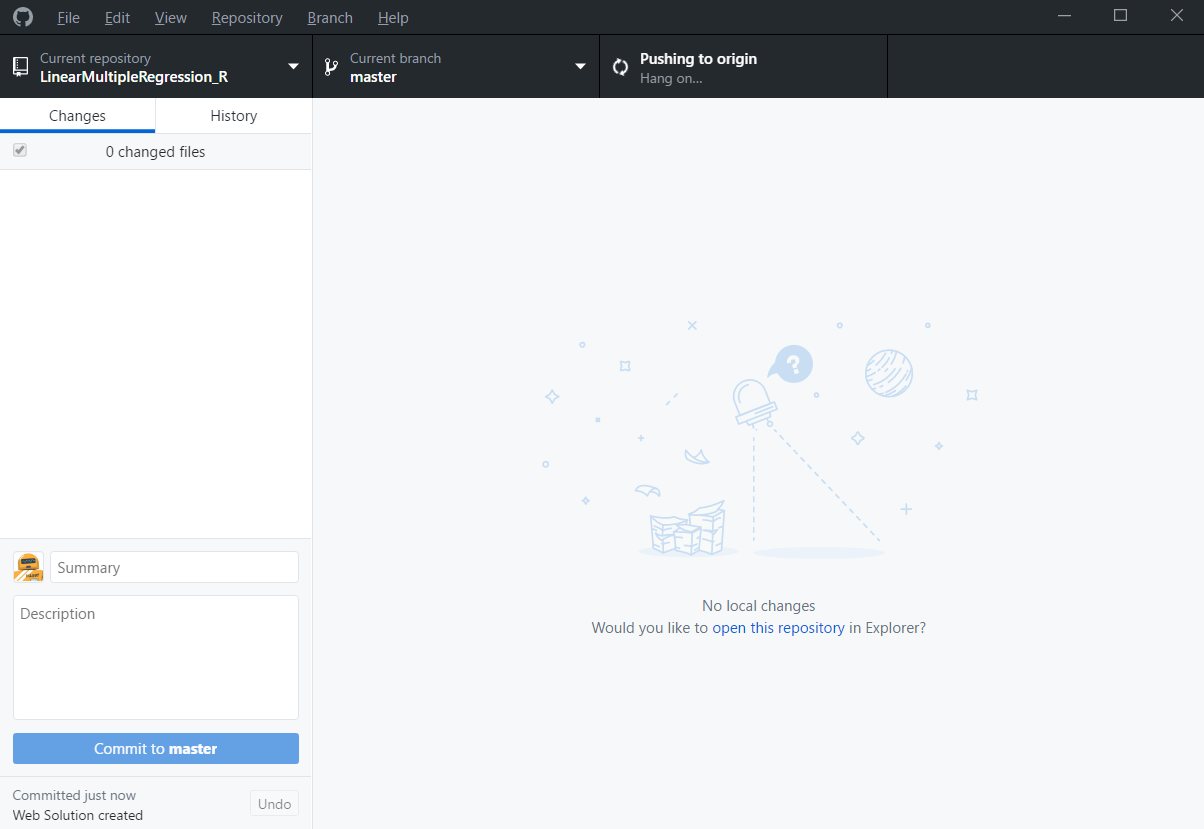 File Edit View Repository Branch Help
Current repository
LinearMultipleRegression_R
Current branch
master
Pushing to origin
Hang on...
Changes
History
0 changed files
?
No local changes
Would you like to open this repository in Explorer?
Summary
Description
Commit to master
Committed just now
Web Solution created
Undo